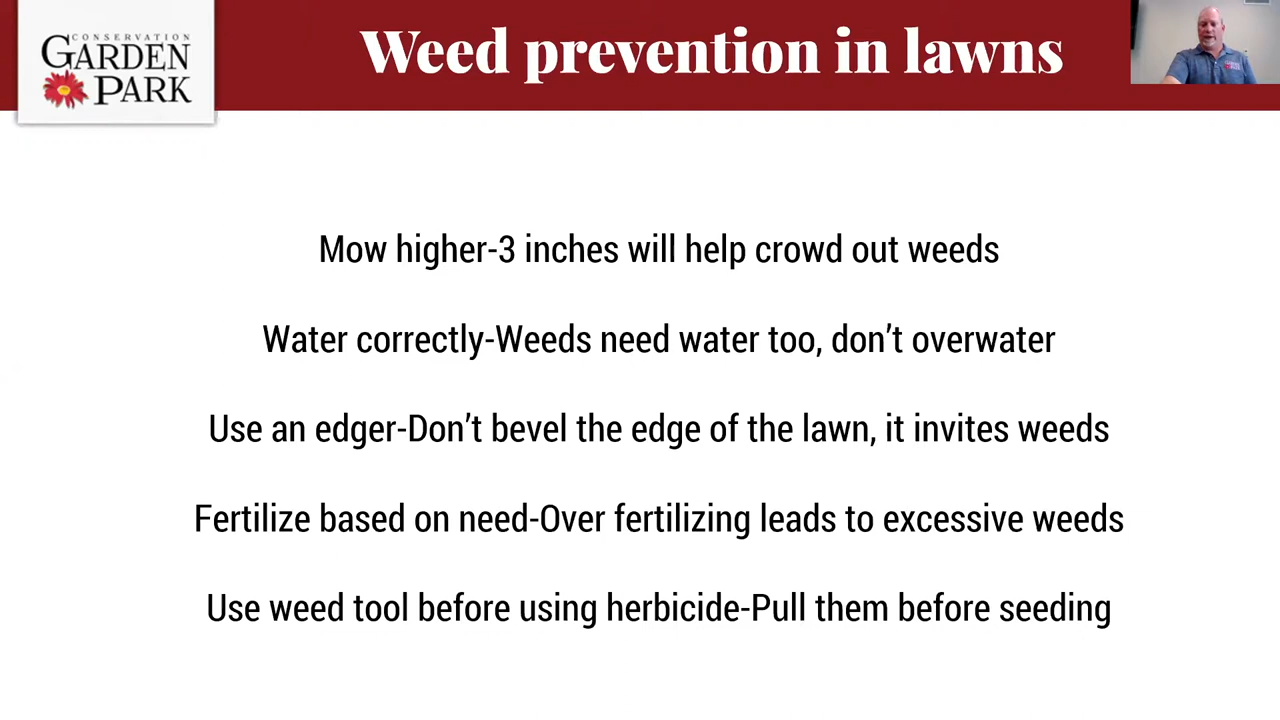 CONSERVATION
GARDEN
PARK
Weed prevention in lawns
Mow higher-3 inches will help crowd out weeds
Water correctly-Weeds need water too, don’t overwater
Use an edger-Don’t bevel the edge of the lawn, it invites weeds
Fertilize based on need-Over fertilizing leads to excessive weeds
Use weed tool before using herbicide-Pull them before seeding